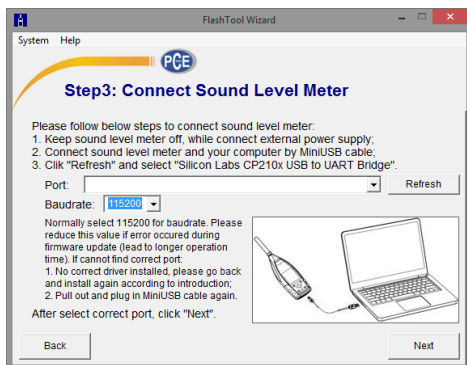 FlashTool Wizard
System Help
PCE
Step3: Connect Sound Level Meter
Please follow below steps to connect sound level meter:
1. Keep sound level meter off, while connect external power supply;
2. Connect sound level meter and your computer by MiniUSB cable;
3. Clik "Refresh" and select "Silicon Labs CP210x USB to UART Bridge".
Port: Refresh
Baudrate: 115200
Normally select 115200 for baudrate. Please
reduce this value if error occured during
firmware update (lead to longer operation
time). If cannot find correct port:
1. No correct driver installed, please go back
and install again according to introduction;
2. Pull out and plug in MiniUSB cable again.
After select correct port, click "Next".
Back Next